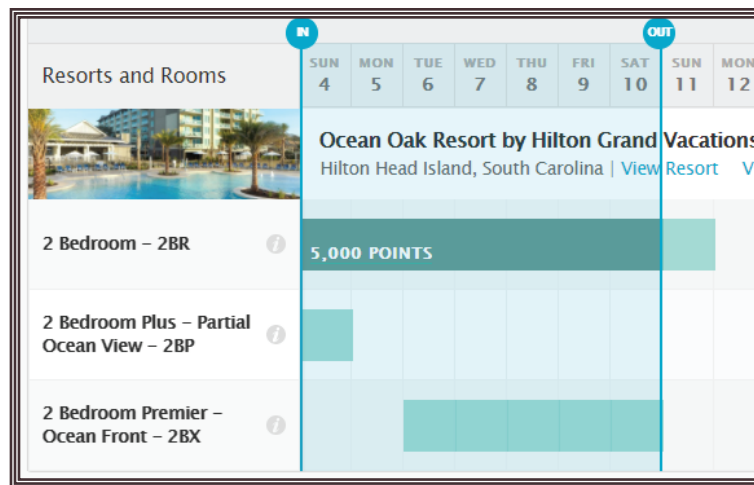 IN
OUT
Resorts and Rooms
SUN MON TUE WED THU FRI SAT SUN MON
4 5 6 7 8 9 10 11 12
Ocean Oak Resort by Hilton Grand Vacations
Hilton Head Island, South Carolina | View Resort V
2 Bedroom – 2BR
5,000 POINTS
2 Bedroom Plus – Partial
Ocean View – 2BP
2 Bedroom Premier –
Ocean Front – 2BX